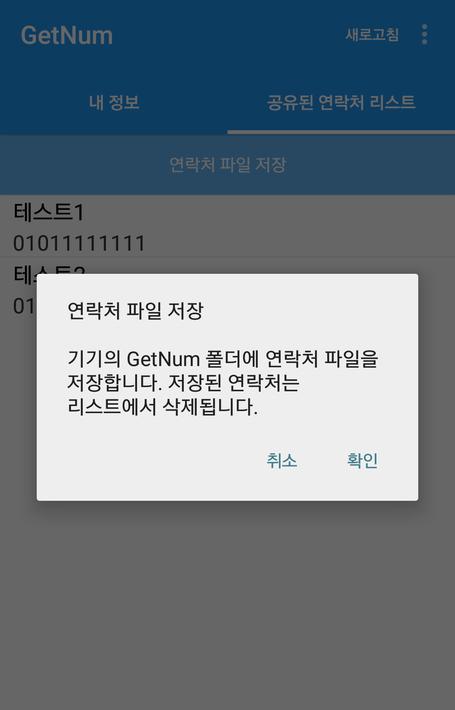 GetNum
새로고침
내 정보
공유된 연락처 리스트
연락처 파일 저장
테스트1
01011111111
테스트2
01
연락처 파일 저장
기기의 GetNum 폴더에 연락처 파일을
저장합니다. 저장된 연락처는
리스트에서 삭제됩니다.
취소
확인